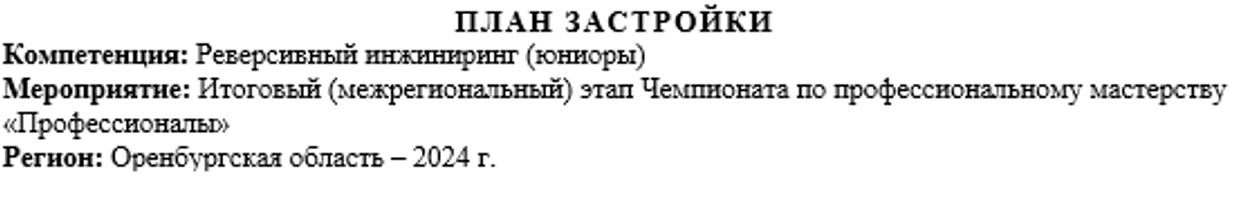 ПЛАН ЗАСТРОЙКИ
Компетенция: Реверсивный инжиниринг (юниоры)
Мероприятие: Итоговый (межрегиональный) этап Чемпионата по профессиональному мастерству
«Профессионалы»
Регион: Оренбургская область – 2024 г.